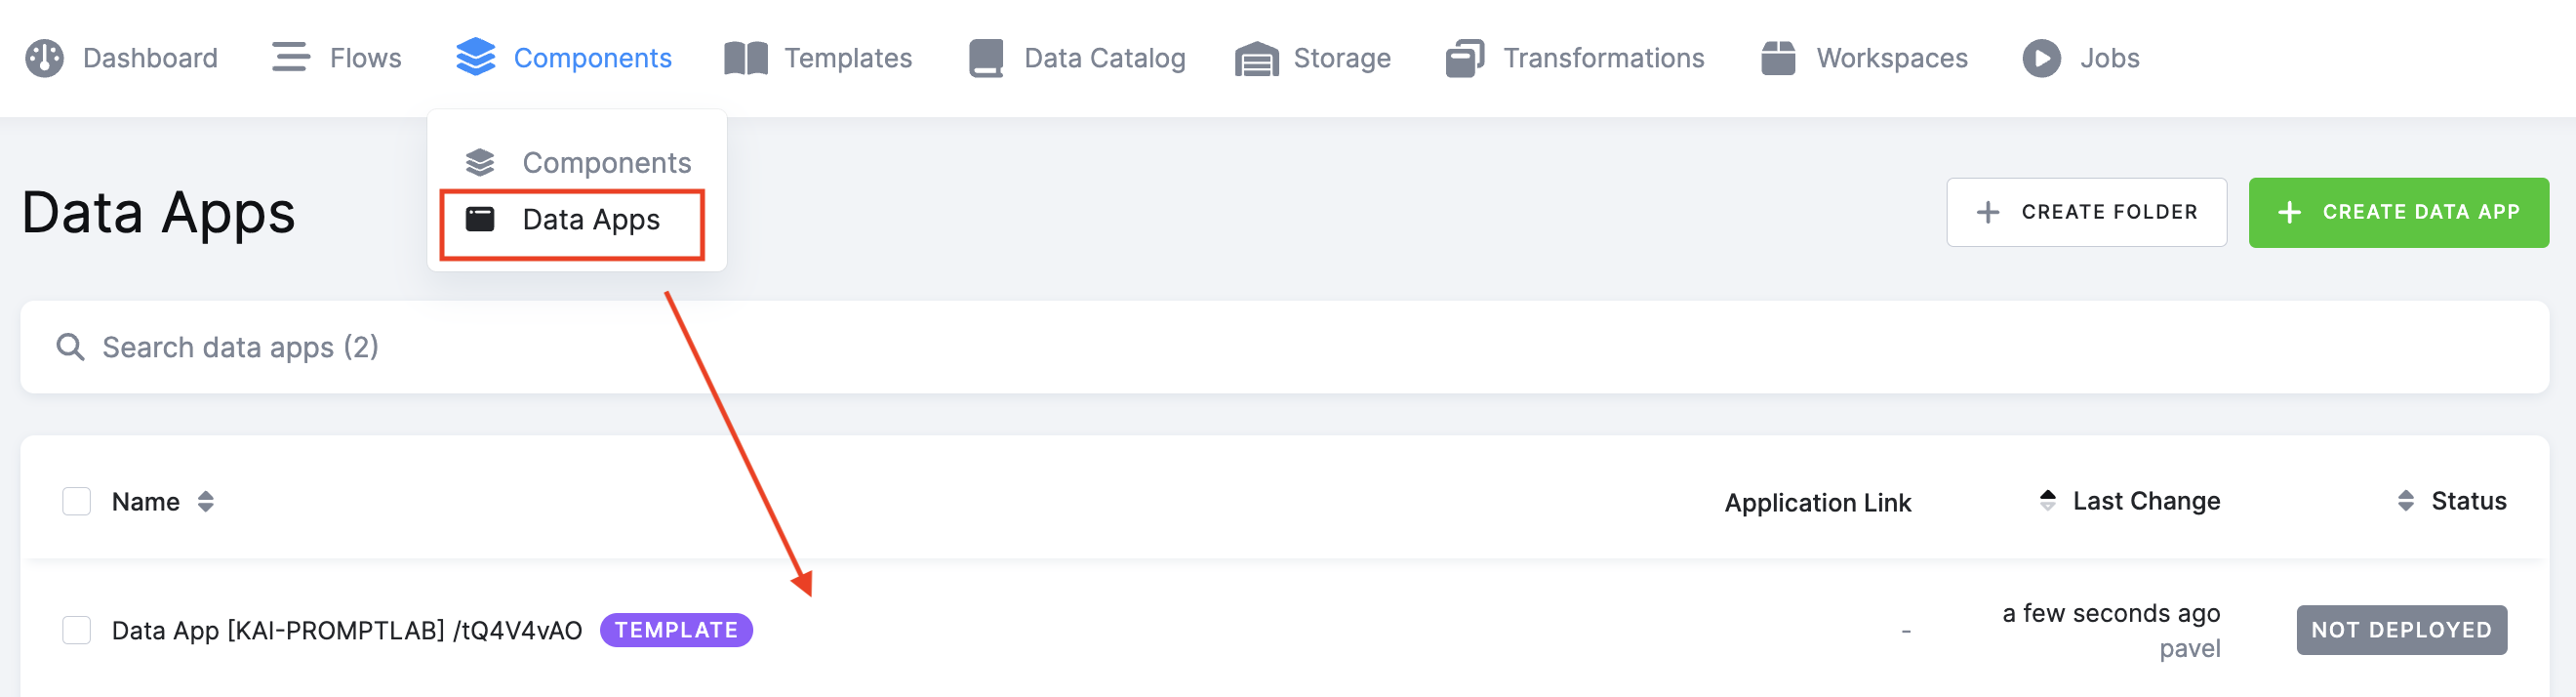 Dashboard Flows Components Templates Data Catalog Storage Transformations Workspaces Jobs
Components
Data Apps
Data Apps
CREATE FOLDER
CREATE DATA APP
Search data apps (2)
Name Application Link Last Change Status
Data App [KAI-PROMPTLAB] /tQ4V4vAO TEMPLATE - a few seconds ago NOT DEPLOYED
pavel